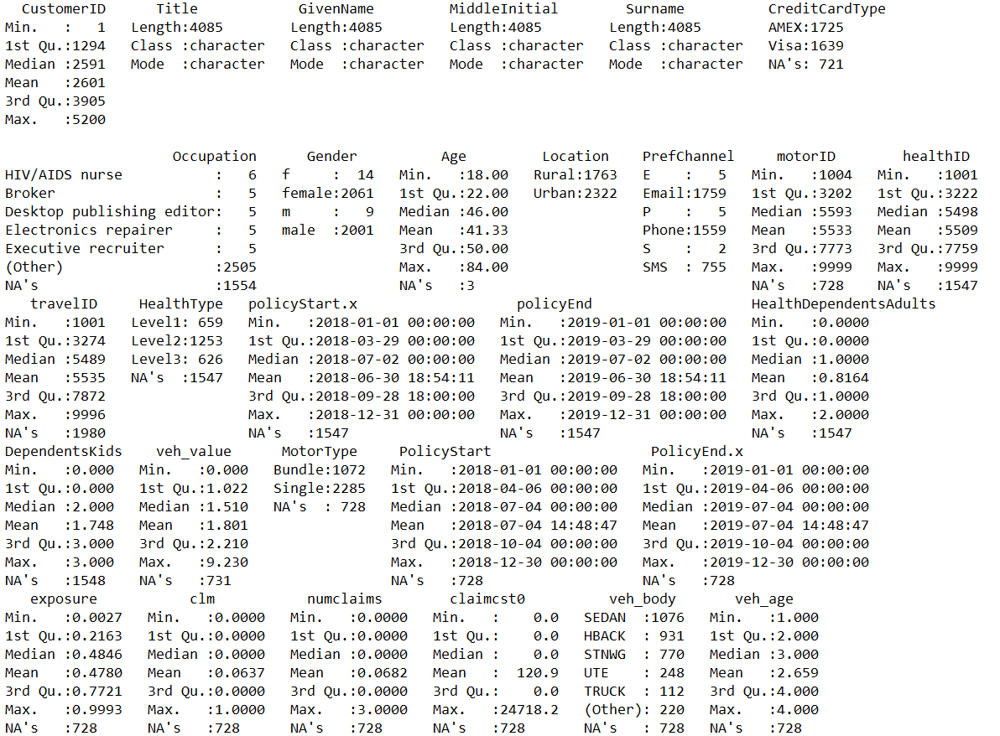 CustomerID      Title            GivenName         MiddleInitial        Surname          CreditCardType
Min.   :   1   Length:4085        Length:4085        Length:4085        Length:4085        AMEX:1725
1st Qu.:1294   Class :character   Class :character   Class :character   Class :character   Visa:1639
Median :2591   Mode  :character   Mode  :character   Mode  :character   Mode  :character   NA's: 721
Mean   :2601
3rd Qu.:3905
Max.   :5200
                    Occupation      Gender          Age         Location     PrefChannel     motorID        healthID
HIV/AIDS nurse           :   6   f     :  14   Min.   :18.00   Rural:1763   E    :   5   Min.   :1004   Min.   :1001
Broker                   :   5   female:2061   1st Qu.:22.00   Urban:2322   Email:1759   1st Qu.:3202   1st Qu.:3222
Desktop publishing editor:   5   m     :   9   Median :46.00                P    :   5   Median :5593   Median :5498
Electronics repairer     :   5   male  :2001   Mean   :41.33                Phone:1559   Mean   :5533   Mean   :5509
Executive recruiter      :   5                 3rd Qu.:50.00                S    :   2   3rd Qu.:7773   3rd Qu.:7759
(Other)                  :2505                 Max.   :84.00                SMS  : 755   Max.   :9999   Max.   :9999
NA's                     :1554                 NA's   :3                                 NA's   :728    NA's   :1547
   travelID     HealthType   policyStart.x                   policyEnd                   HealthDependentsAdults
Min.   :1001   Level1: 659   Min.   :2018-01-01 00:00:00   Min.   :2019-01-01 00:00:00   Min.   :0.0000
1st Qu.:3274   Level2:1253   1st Qu.:2018-03-29 00:00:00   1st Qu.:2019-03-29 00:00:00   1st Qu.:0.0000
Median :5489   Level3: 626   Median :2018-07-02 00:00:00   Median :2019-07-02 00:00:00   Median :1.0000
Mean   :5535   NA's  :1547   Mean   :2018-06-30 18:54:11   Mean   :2019-06-30 18:54:11   Mean   :0.8164
3rd Qu.:7872                 3rd Qu.:2018-09-28 18:00:00   3rd Qu.:2019-09-28 18:00:00   3rd Qu.:1.0000
Max.   :9996                 Max.   :2018-12-31 00:00:00   Max.   :2019-12-31 00:00:00   Max.   :2.0000
NA's   :1980                 NA's   :1547                  NA's   :1547                  NA's   :1547
DependentsKids    veh_value      MotorType    PolicyStart                   PolicyEnd.x
Min.   :0.000   Min.   :0.000   Bundle:1072   Min.   :2018-01-01 00:00:00   Min.   :2019-01-01 00:00:00
1st Qu.:0.000   1st Qu.:1.022   Single:2285   1st Qu.:2018-04-06 00:00:00   1st Qu.:2019-04-06 00:00:00
Median :2.000   Median :1.510   NA's  : 728   Median :2018-07-04 00:00:00   Median :2019-07-04 00:00:00
Mean   :1.748   Mean   :1.801                 Mean   :2018-07-04 14:48:47   Mean   :2019-07-04 14:48:47
3rd Qu.:3.000   3rd Qu.:2.210                 3rd Qu.:2018-10-04 00:00:00   3rd Qu.:2019-10-04 00:00:00
Max.   :3.000   Max.   :9.230                 Max.   :2018-12-30 00:00:00   Max.   :2019-12-30 00:00:00
NA's   :1548    NA's   :731                   NA's   :728                   NA's   :728
   exposure           clm           numclaims        claimcst0          veh_body       veh_age
Min.   :0.0027   Min.   :0.0000   Min.   :0.0000   Min.   :    0.0   SEDAN  :1076   Min.   :1.000
1st Qu.:0.2163   1st Qu.:0.0000   1st Qu.:0.0000   1st Qu.:    0.0   HBACK  : 931   1st Qu.:2.000
Median :0.4846   Median :0.0000   Median :0.0000   Median :    0.0   STNWG  : 770   Median :3.000
Mean   :0.4780   Mean   :0.0637   Mean   :0.0682   Mean   :  120.9   UTE    : 248   Mean   :2.659
3rd Qu.:0.7721   3rd Qu.:0.0000   3rd Qu.:0.0000   3rd Qu.:    0.0   TRUCK  : 112   3rd Qu.:4.000
Max.   :0.9993   Max.   :1.0000   Max.   :3.0000   Max.   :24718.2   (Other): 220   Max.   :4.000
NA's   :728      NA's   :728      NA's   :728      NA's   :728       NA's   : 728   NA's   :728